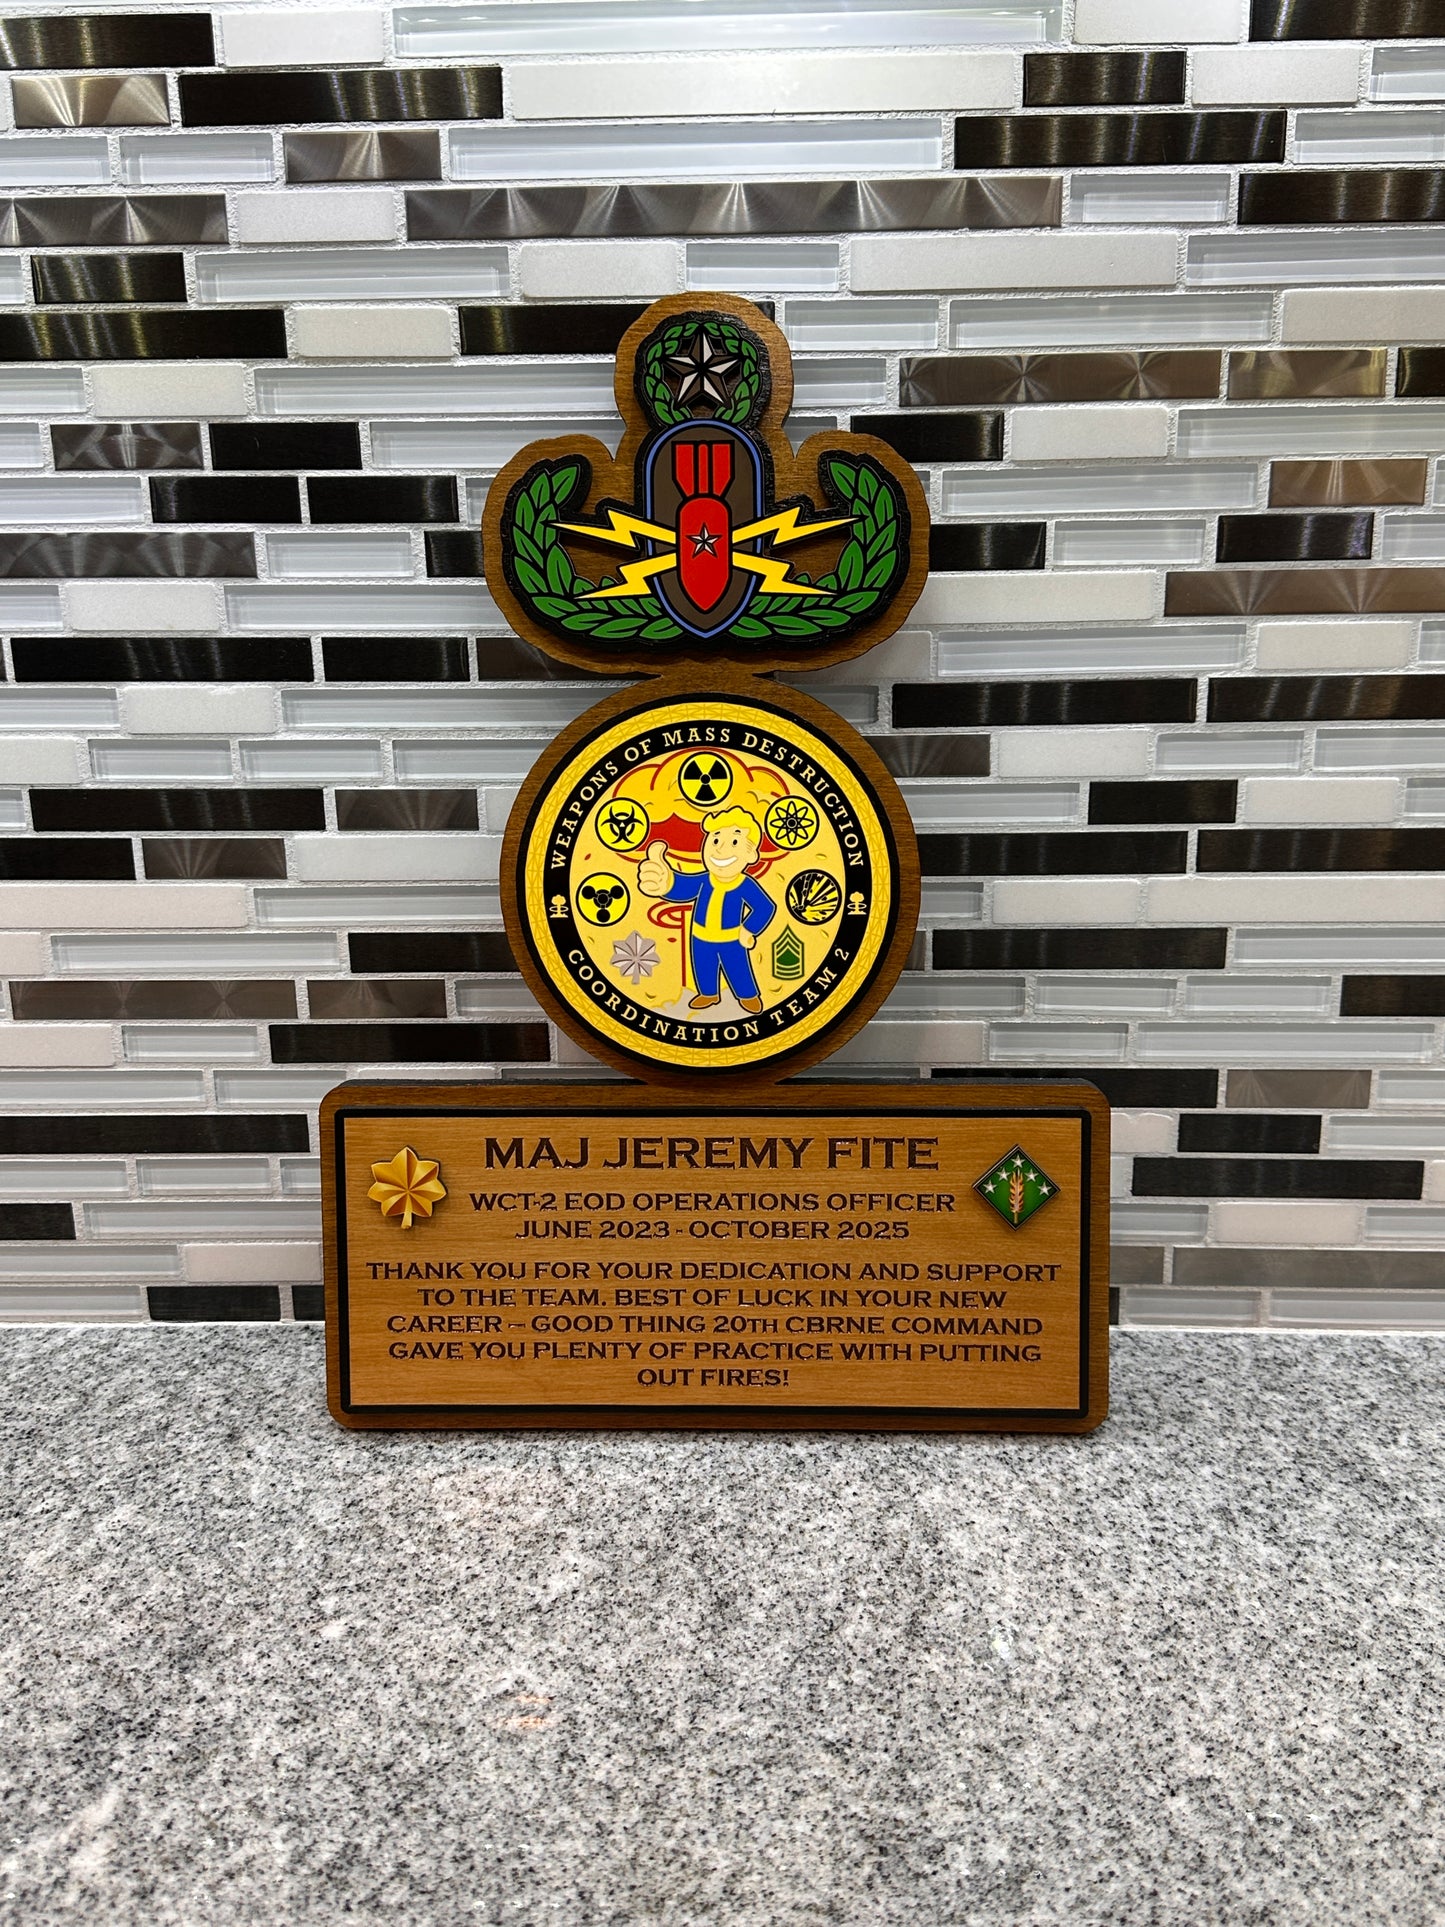 WEAPONS OF MASS DESTRUCTION
COORDINATION TEAM 2
MAJ JEREMY FITE
WCT-2 EOD OPERATIONS OFFICER
JUNE 2023 - OCTOBER 2025
THANK YOU FOR YOUR DEDICATION AND SUPPORT
TO THE TEAM. BEST OF LUCK IN YOUR NEW
CAREER – GOOD THING 20TH CBRNE COMMAND
GAVE YOU PLENTY OF PRACTICE WITH PUTTING
OUT FIRES!